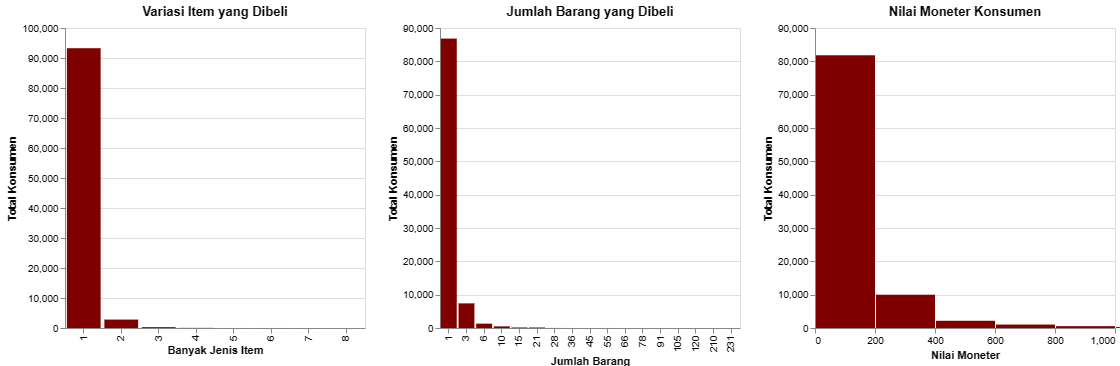 Variasi Item yang Dibeli
100,000
90,000
80,000
70,000
60,000
50,000
40,000
30,000
20,000
10,000
0
Total Konsumen
1 2 3 4 5 6 7 8
Banyak Jenis Item
Jumlah Barang yang Dibeli
90,000
80,000
70,000
60,000
50,000
40,000
30,000
20,000
10,000
0
Total Konsumen
1 3 6 10 15 21 28 36 45 55 66 78 91 105 120 210 231
Jumlah Barang
Nilai Moneter Konsumen
90,000
80,000
70,000
60,000
50,000
40,000
30,000
20,000
10,000
0
Total Konsumen
0 200 400 600 800 1,000
Nilai Moneter